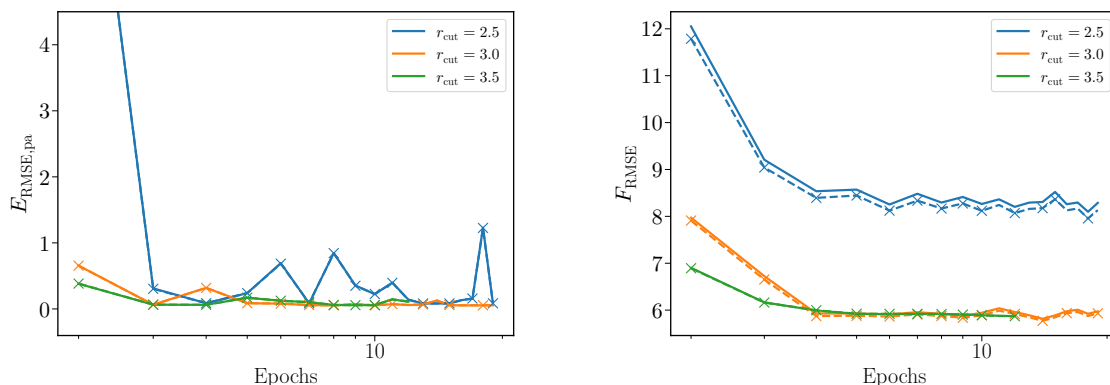 4
3
2
1
0
E_RMSE,pa
r_cut = 2.5
r_cut = 3.0
r_cut = 3.5
10
Epochs
12
11
10
9
8
7
6
F_RMSE
r_cut = 2.5
r_cut = 3.0
r_cut = 3.5
10
Epochs